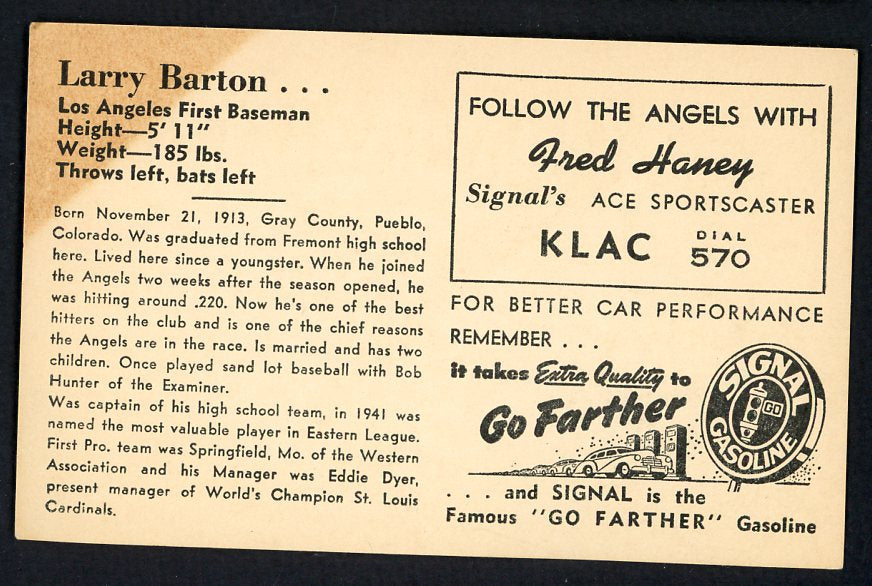 Larry Barton . . .
Los Angeles First Baseman
Height—5' 11"
Weight—185 lbs.
Throws left, bats left
Born November 21, 1913, Gray County, Pueblo,
Colorado. Was graduated from Fremont high school
here. Lived here since a youngster. When he joined
the Angels two weeks after the season opened, he
was hitting around .220. Now he's one of the best
hitters on the club and is one of the chief reasons
the Angels are in the race. Is married and has two
children. Once played sand lot baseball with Bob
Hunter of the Examiner.
Was captain of his high school team, in 1941 was
named the most valuable player in Eastern League.
First Pro. team was Springfield, Mo. of the Western
Association and his Manager was Eddie Dyer,
present manager of World's Champion St. Louis
Cardinals.
FOLLOW THE ANGELS WITH
Fred Haney
Signal's ACE SPORTSCASTER
KLAC DIAL
570
FOR BETTER CAR PERFORMANCE
REMEMBER . . .
it takes Extra Quality to
Go Farther
SIGNAL
GO
GASOLINE
. . . and SIGNAL is the
Famous "GO FARTHER" Gasoline